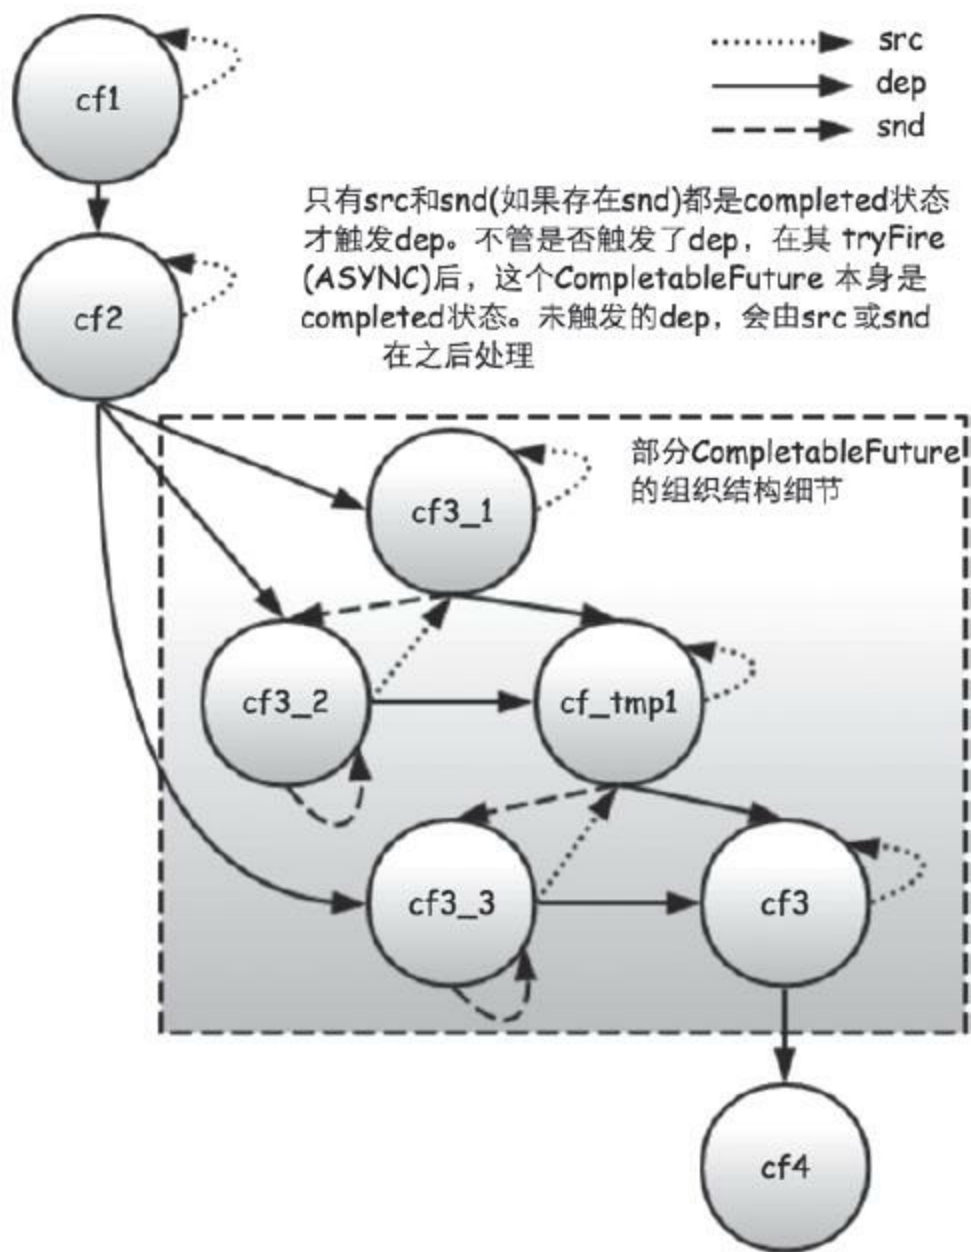 cf1
src
dep
snd
只有src和snd(如果存在snd)都是completed状态
才触发dep。不管是否触发了dep，在其 tryFire
(ASYNC)后，这个CompletableFuture 本身是
completed状态。未触发的dep，会由src或snd
在之后处理
cf2
部分CompletableFuture
的组织结构细节
cf3_1
cf3_2
cf_tmp1
cf3_3
cf3
cf4